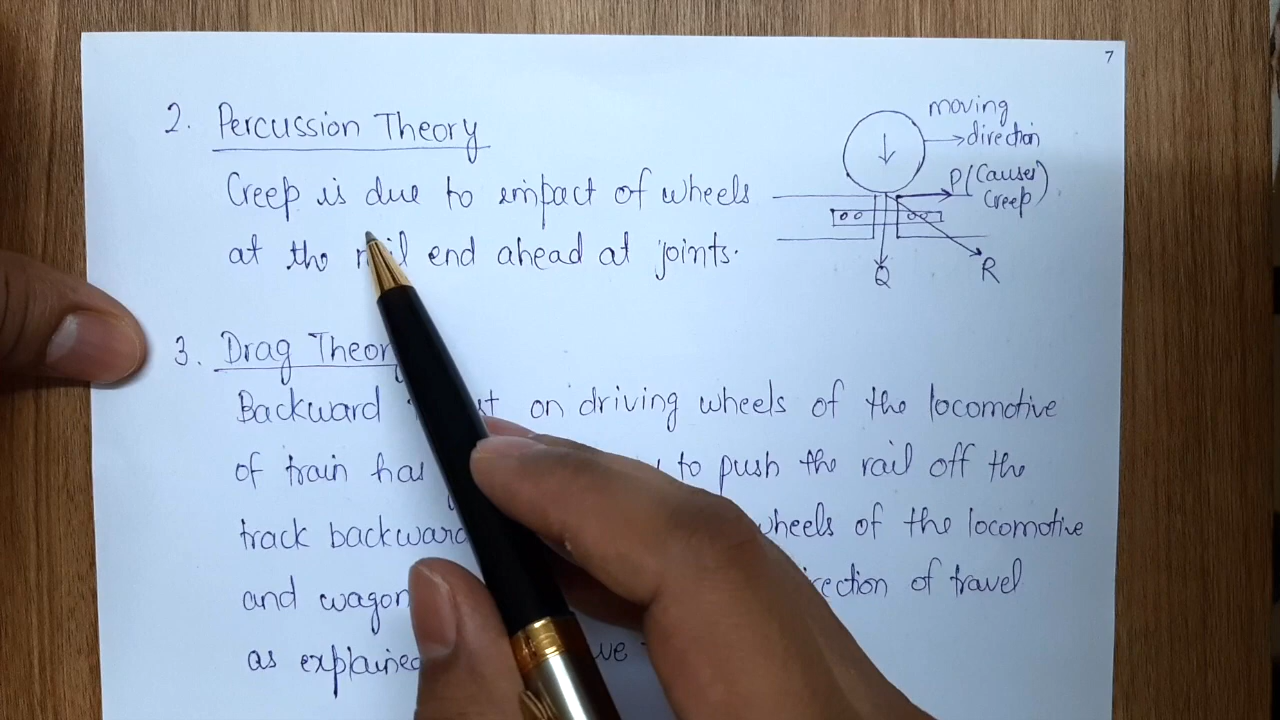 7
2. Percussion Theory
Creep is due to impact of wheels
at the rail end ahead at joints.
moving
direction
P (Causes
Creep)
Q
R
3. Drag Theory
Backward on driving wheels of the locomotive
of train has to push the rail off the
track backward wheels of the locomotive
and wagon direction of travel
as explained